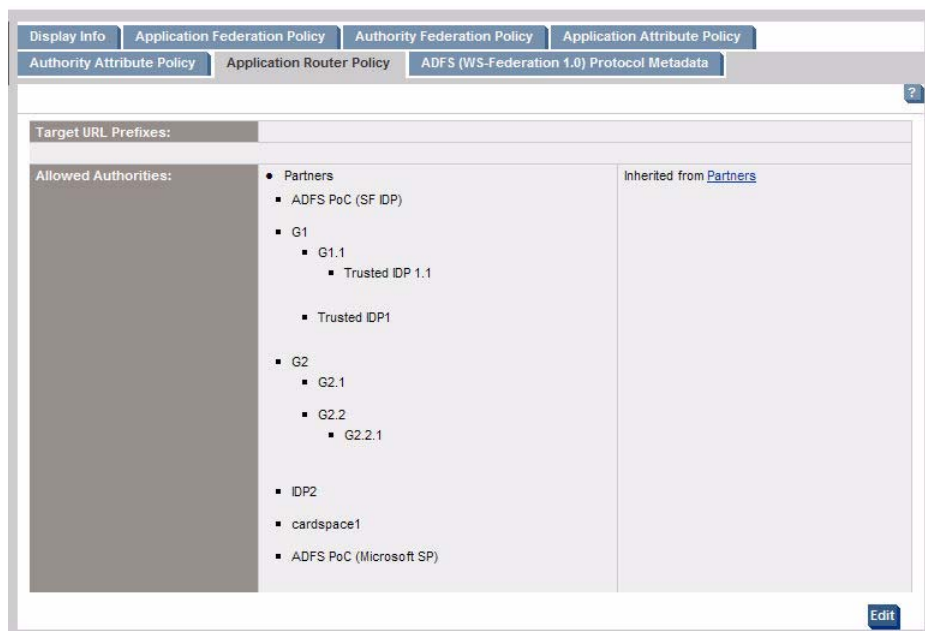 Display Info Application Federation Policy Authority Federation Policy Application Attribute Policy
Authority Attribute Policy Application Router Policy ADFS (WS-Federation 1.0) Protocol Metadata
?
Target URL Prefixes:
Allowed Authorities: Partners Inherited from Partners
ADFS PoC (SF IDP)
G1
G1.1
Trusted IDP 1.1
Trusted IDP1
G2
G2.1
G2.2
G2.2.1
IDP2
cardspace1
ADFS PoC (Microsoft SP)
Edit